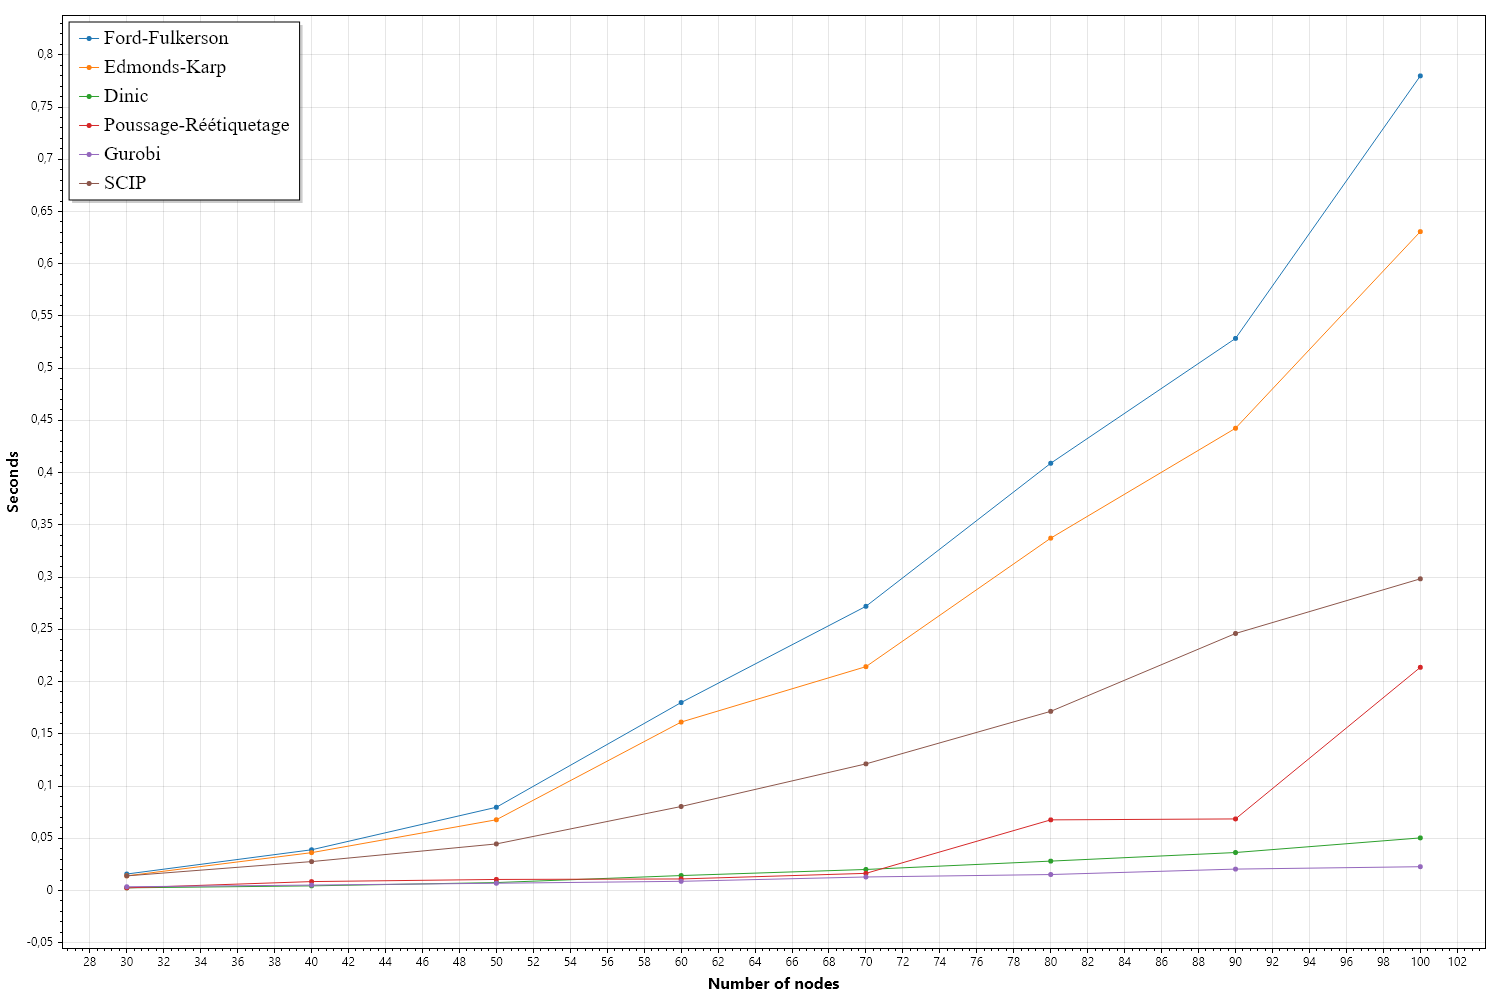 Ford-Fulkerson
Edmonds-Karp
Dinic
Poussage-Réétiquetage
Gurobi
SCIP
0,8
0,75
0,7
0,65
0,6
0,55
0,5
0,45
0,4
0,35
0,3
0,25
0,2
0,15
0,1
0,05
0
-0,05
Seconds
28 30 32 34 36 38 40 42 44 46 48 50 52 54 56 58 60 62 64 66 68 70 72 74 76 78 80 82 84 86 88 90 92 94 96 98 100 102
Number of nodes